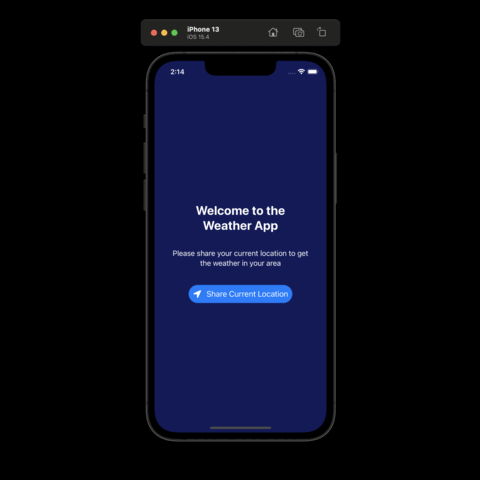 iPhone 13
iOS 15.4
2:14
Welcome to the
Weather App
Please share your current location to get
the weather in your area
Share Current Location